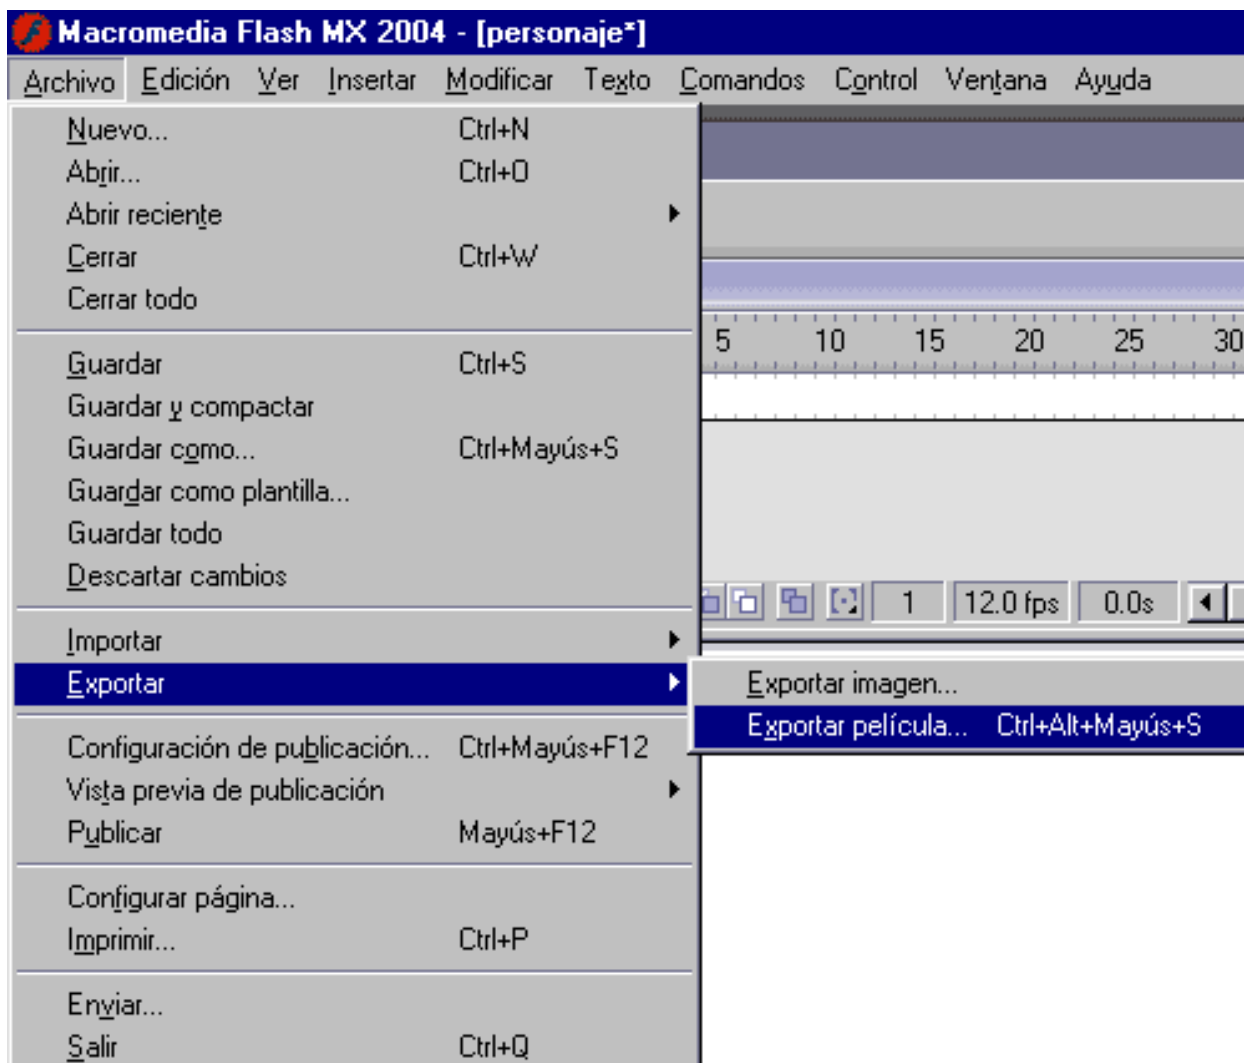 Macromedia Flash MX 2004 - [personaje*]
Archivo Edición Ver Insertar Modificar Texto Comandos Control Ventana Ayuda
Nuevo... Ctrl+N
Abrir... Ctrl+O
Abrir reciente
Cerrar Ctrl+W
Cerrar todo
5 10 15 20 25 30
Guardar Ctrl+S
Guardar y compactar
Guardar como... Ctrl+Mayús+S
Guardar como plantilla...
Guardar todo
Descartar cambios
1 12.0 fps 0.0s
Importar
Exportar
Exportar imagen...
Exportar película... Ctrl+Alt+Mayús+S
Configuración de publicación... Ctrl+Mayús+F12
Vista previa de publicación
Publicar Mayús+F12
Configurar página...
Imprimir... Ctrl+P
Enviar...
Salir Ctrl+Q